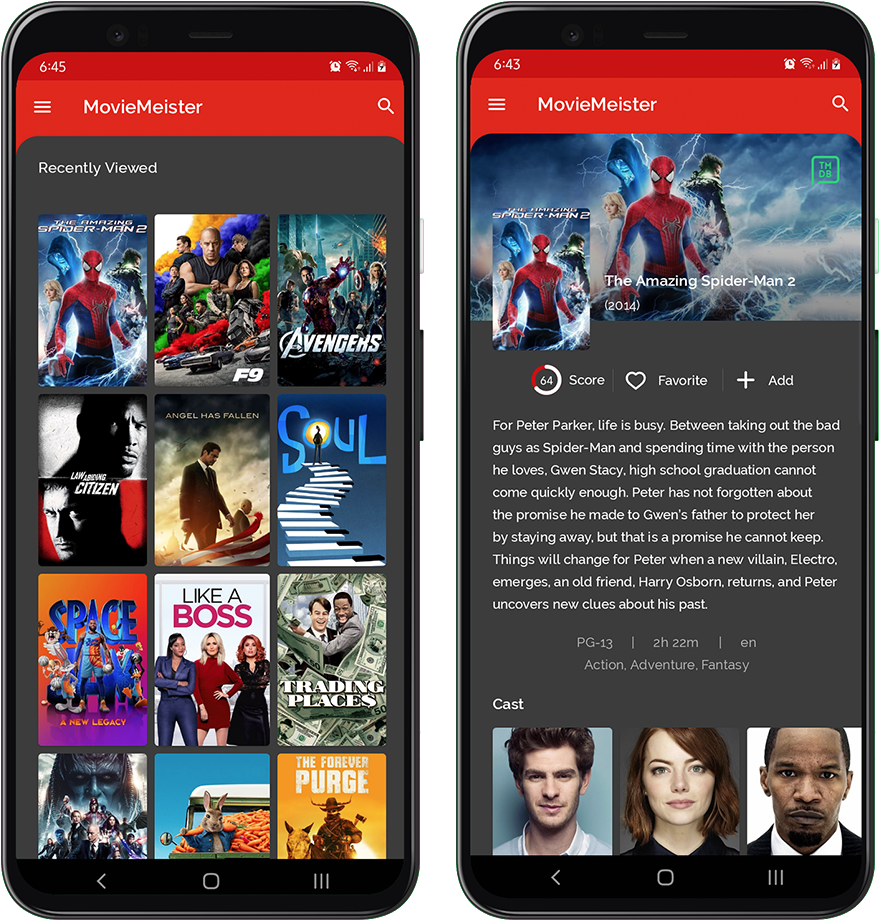 6:45
MovieMeister
Recently Viewed
THE AMAZING
SPIDER-MAN 2
F9
AVENGERS
LAW ABIDING
CITIZEN
ANGEL HAS FALLEN
SOUL
SPACE
JAM
A NEW LEGACY
LIKE A
BOSS
TRADING
PLACES
THE FOREVER
PURGE
6:43
MovieMeister
TM
DB
THE AMAZING
SPIDER-MAN 2
The Amazing Spider-Man 2
(2014)
64 Score Favorite Add
For Peter Parker, life is busy. Between taking out the bad
guys as Spider-Man and spending time with the person
he loves, Gwen Stacy, high school graduation cannot
come quickly enough. Peter has not forgotten about
the promise he made to Gwen's father to protect her
by staying away, but that is a promise he cannot keep.
Things will change for Peter when a new villain, Electro,
emerges, an old friend, Harry Osborn, returns, and Peter
uncovers new clues about his past.
PG-13 | 2h 22m | en
Action, Adventure, Fantasy
Cast